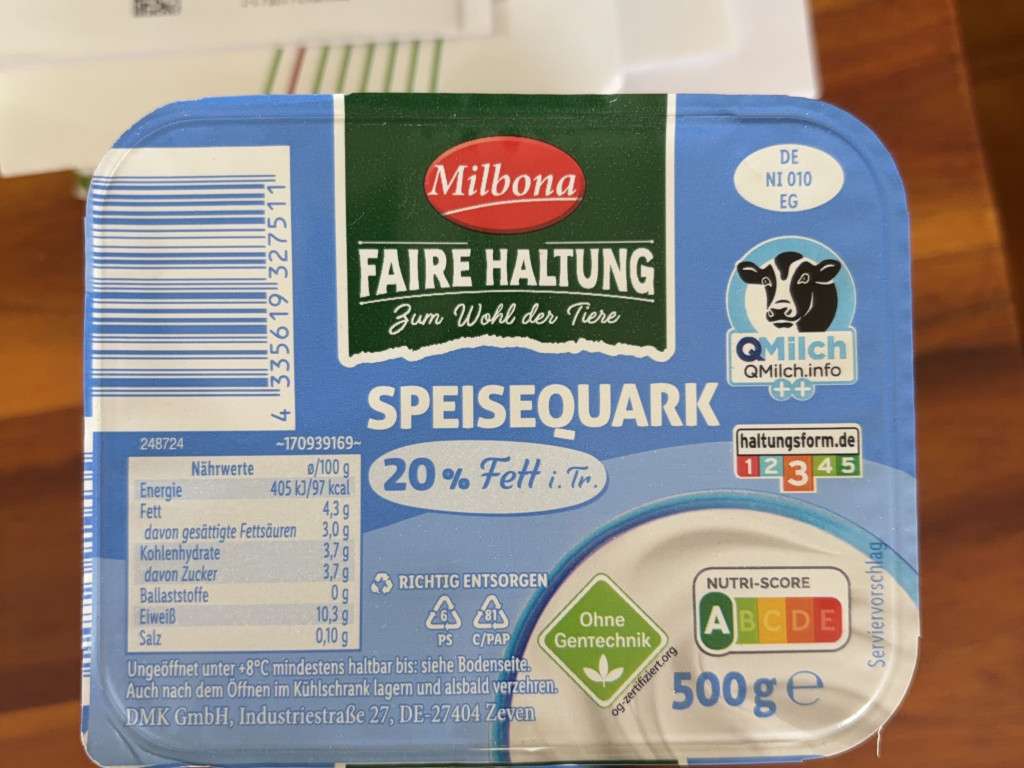 Milbona
FAIRE HALTUNG
Zum Wohl der Tiere
DE
NI 010
EG
QMilch
QMilch.info
++
4 335619 327511
SPEISEQUARK
20 % Fett i. Tr.
haltungsform.de
1 2 3 4 5
248724 ~170939169~
Nährwerte ø/100 g
Energie 405 kJ/97 kcal
Fett 4,3 g
davon gesättigte Fettsäuren 3,0 g
Kohlenhydrate 3,7 g
davon Zucker 3,7 g
Ballaststoffe 0 g
Eiweiß 10,3 g
Salz 0,10 g
RICHTIG ENTSORGEN
6 81
PS C/PAP
Ohne
GenTechnik
og-zertifiziert.org
NUTRI-SCORE
A B C D E
Serviervorschlag
500 g e
Ungeöffnet unter +8°C mindestens haltbar bis: siehe Bodenseite.
Auch nach dem Öffnen im Kühlschrank lagern und alsbald verzehren.
DMK GmbH, Industriestraße 27, DE-27404 Zeven